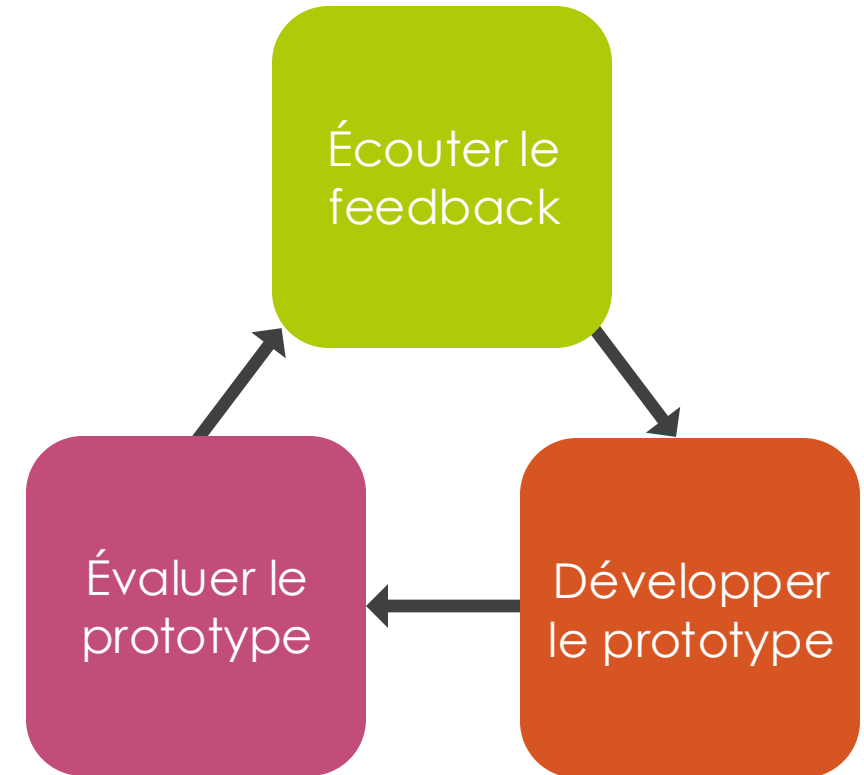 Écouter le
feedback
Évaluer le
prototype
Développer
le prototype